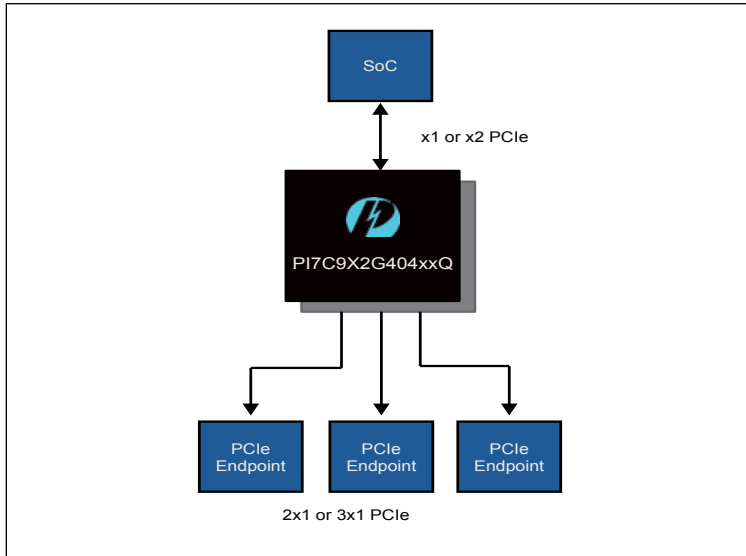 SoC
x1 or x2 PCIe
PI7C9X2G404xxQ
PCIe
Endpoint
PCIe
Endpoint
PCIe
Endpoint
2x1 or 3x1 PCIe